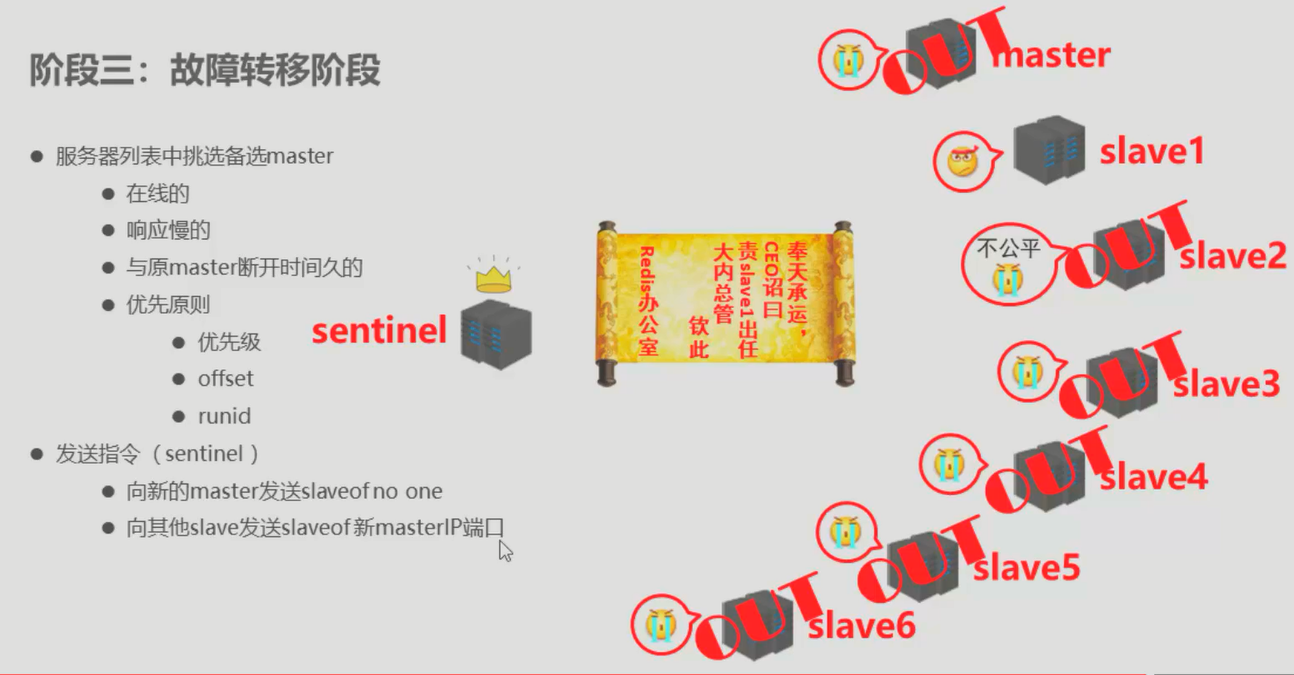 阶段三：故障转移阶段
服务器列表中挑选备选master
在线的
响应慢的
与原master断开时间久的
优先原则
优先级
offset
runid
发送指令（sentinel）
向新的master发送slaveof no one
向其他slave发送slaveof 新masterIP端口
sentinel
奉天承运，
CEO诏曰
责slave1出任
大内总管
钦此
Redis办公室
OUT
master
slave1
不公平
OUT
slave2
OUT
slave3
OUT
slave4
OUT
slave5
OUT
slave6